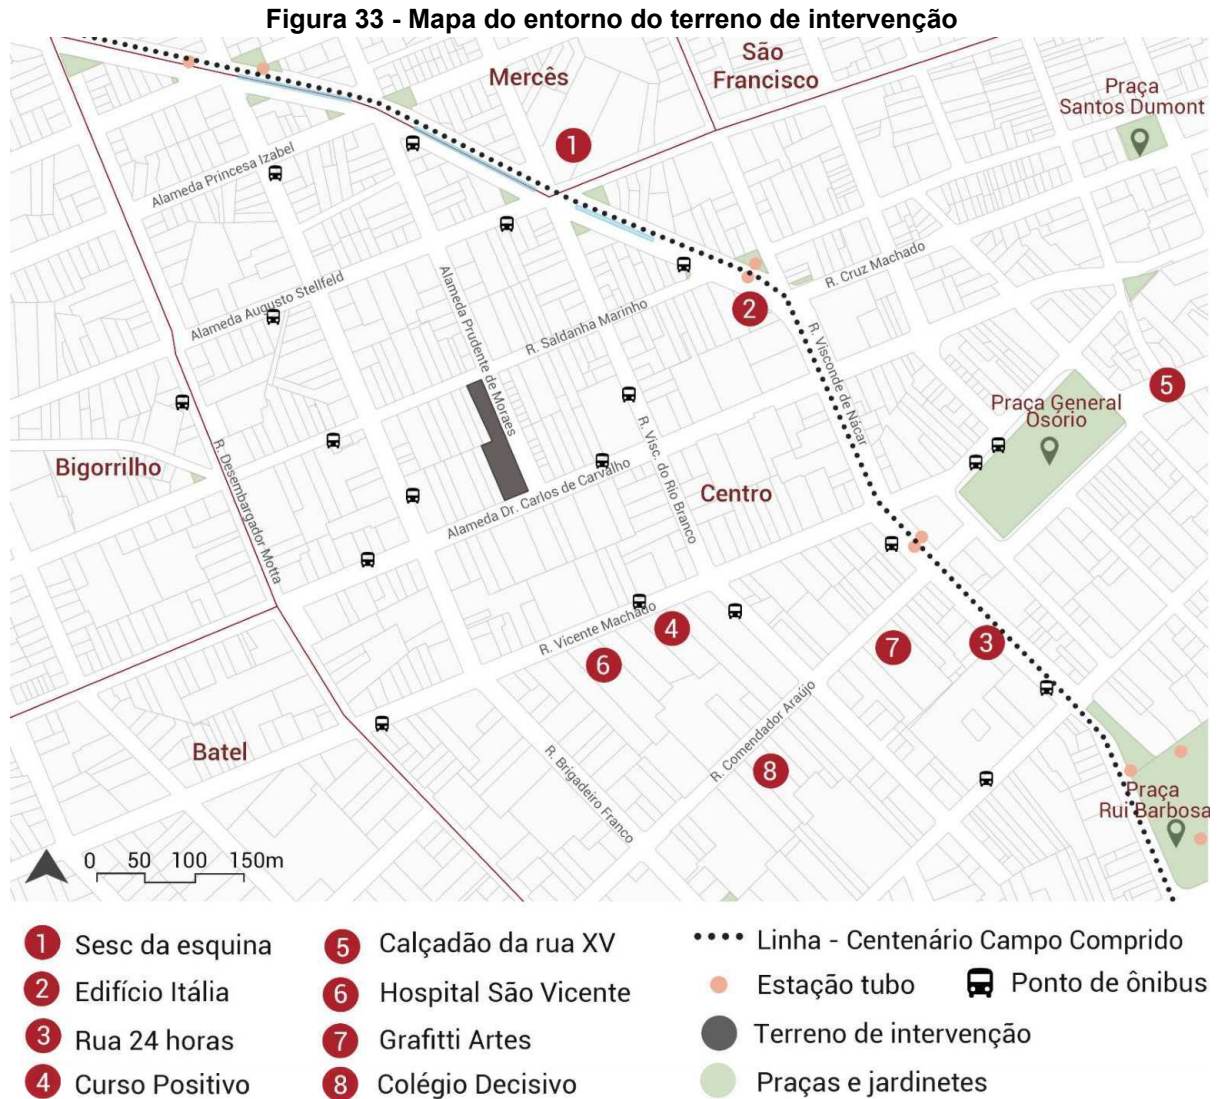 Figura 33 - Mapa do entorno do terreno de intervenção
São
Francisco
Mercês
Praça
Santos Dumont
1
Alameda Princesa Izabel
R. Cruz Machado
Alameda Augusto Stellfeld
Alameda Prudente de Moraes
R. Saldanha Marinho
2
R. Visconde de Nácar
5
Praça General
Osório
Bigorrilho
R. Desembargador Motta
R. Visc. do Rio Branco
Centro
Alameda Dr. Carlos de Carvalho
R. Vicente Machado
4
6
7
3
Batel
R. Brigadeiro Franco
R. Comendador Araújo
8
Praça
Rui Barbosa
0 50 100 150m
1 Sesc da esquina
2 Edifício Itália
3 Rua 24 horas
4 Curso Positivo
5 Calçadão da rua XV
6 Hospital São Vicente
7 Grafitti Artes
8 Colégio Decisivo
Linha - Centenário Campo Comprido
Estação tubo
Ponto de ônibus
Terreno de intervenção
Praças e jardinetes